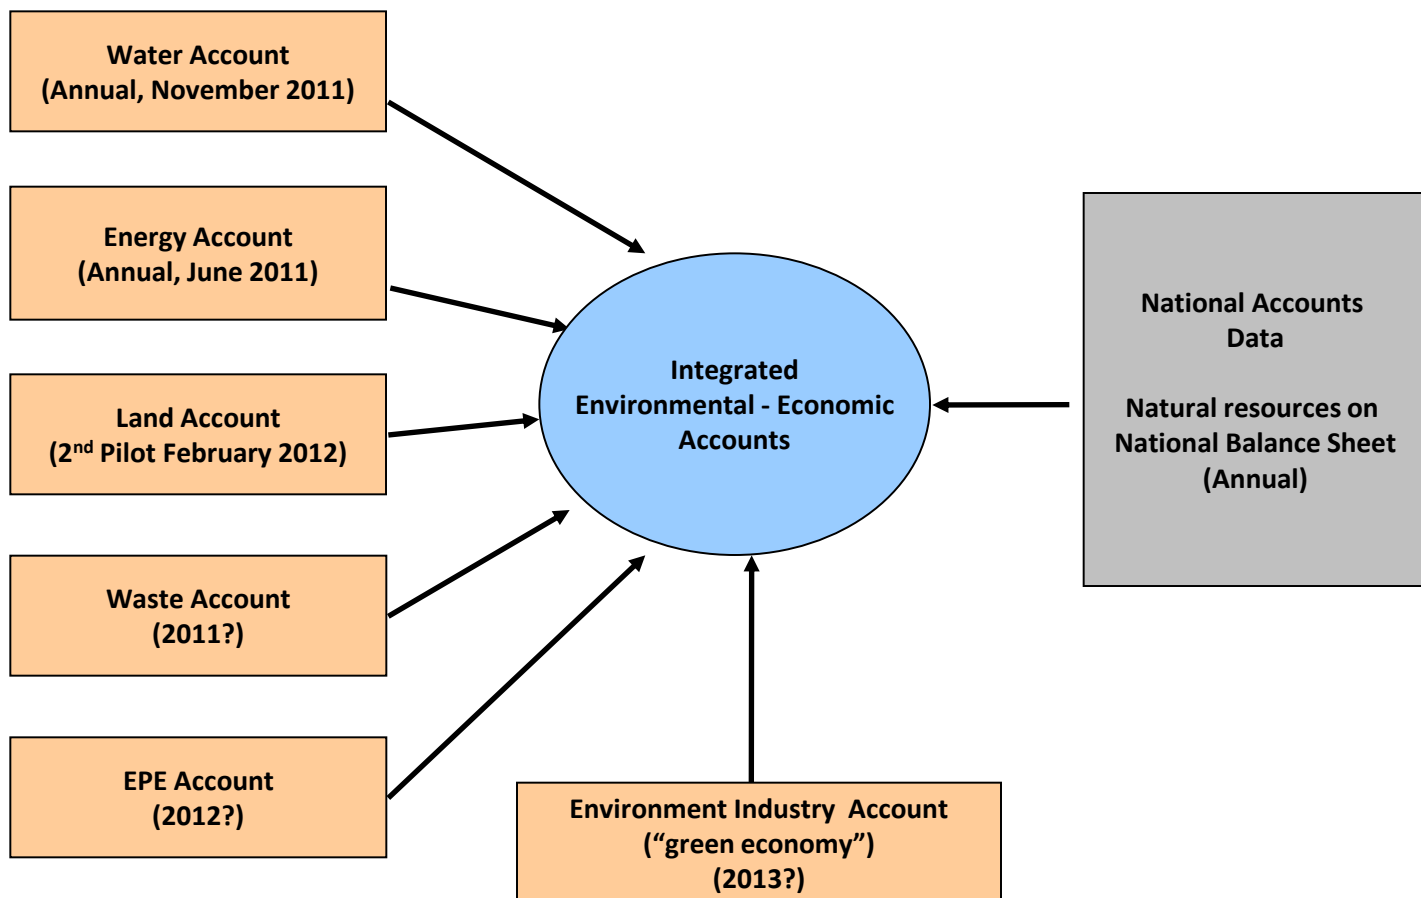 Water Account
(Annual, November 2011)
Energy Account
(Annual, June 2011)
Land Account
(2nd Pilot February 2012)
Waste Account
(2011?)
EPE Account
(2012?)
Integrated
Environmental - Economic
Accounts
Environment Industry  Account
(“green economy”)
(2013?)
National Accounts
Data
Natural resources on
National Balance Sheet
(Annual)